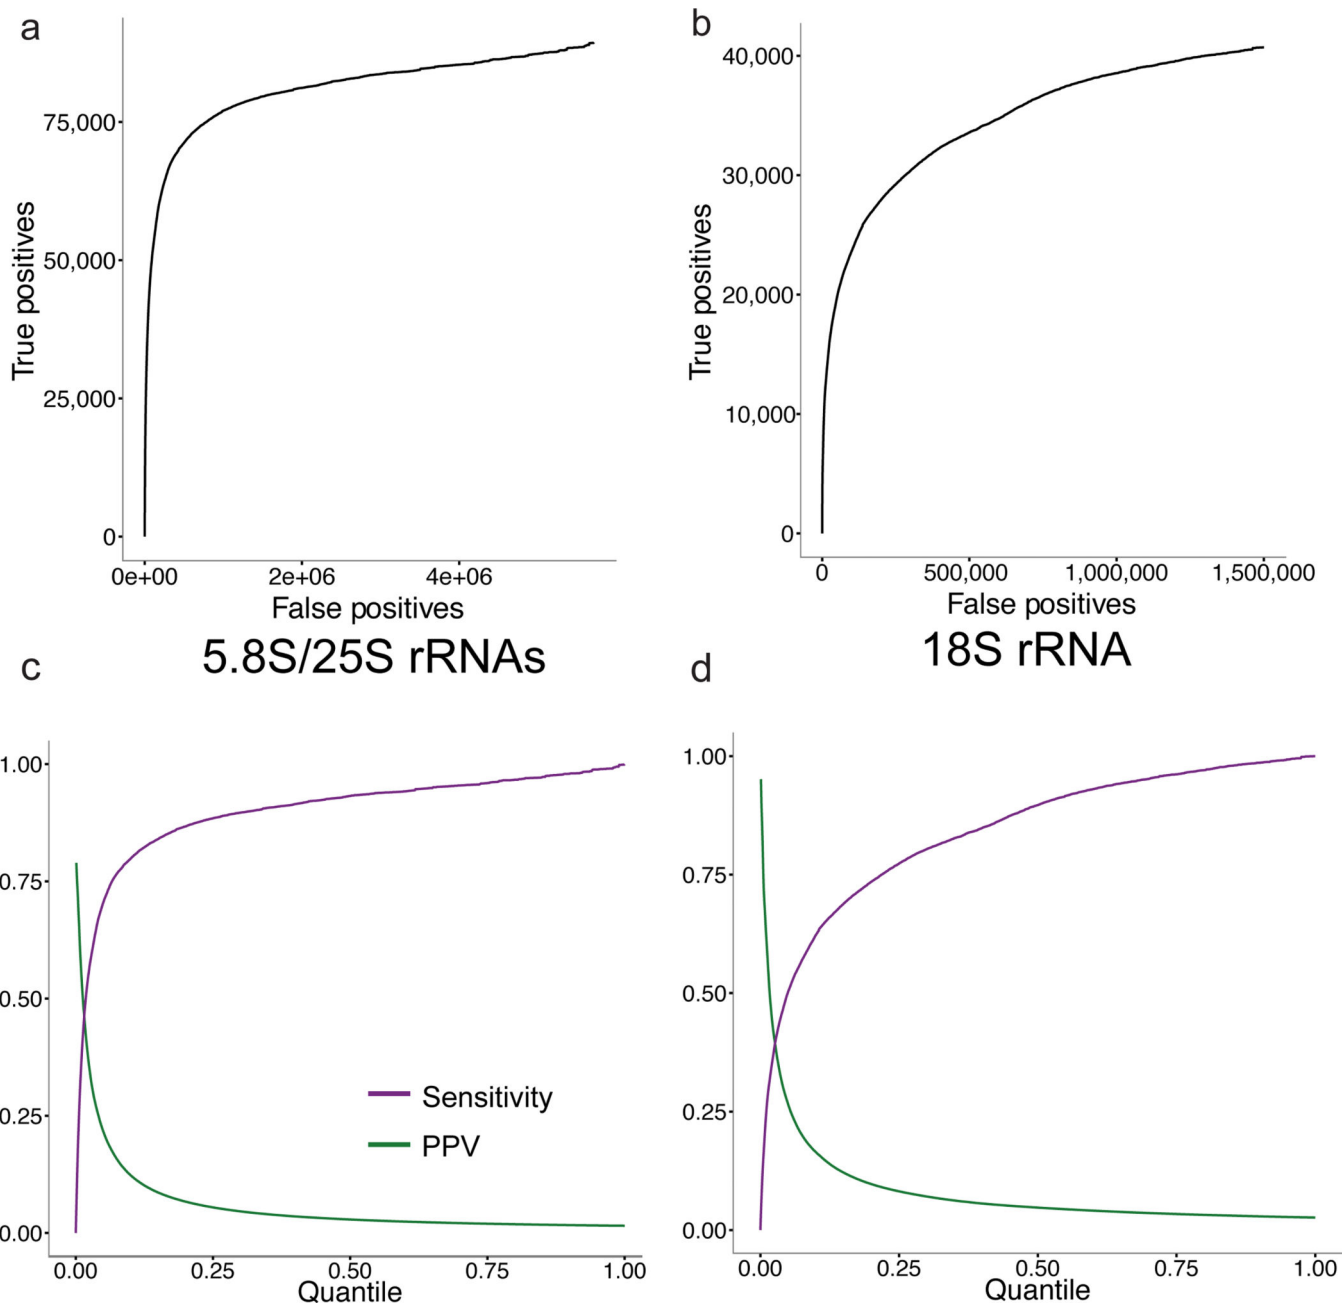 a
75,000
50,000
25,000
0
True positives
0e+00 2e+06 4e+06
False positives
5.8S/25S rRNAs
b
40,000
30,000
20,000
10,000
0
True positives
0 500,000 1,000,000 1,500,000
False positives
18S rRNA
c
1.00
0.75
0.50
0.25
0.00
Sensitivity
PPV
0.00 0.25 0.50 0.75 1.00
Quantile
d
1.00
0.75
0.50
0.25
0.00
0.00 0.25 0.50 0.75 1.00
Quantile